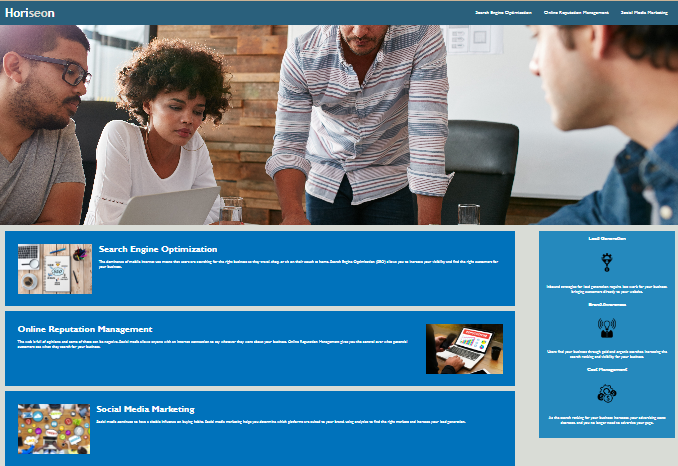 Horiseon
Search Engine Optimization
Online Reputation Management
Social Media Marketing
Search Engine Optimization
The dominance of mobile internet use means that users are searching for the right business as they travel, shop, or sit on their couch at home. Search Engine Optimization (SEO) allows you to increase your visibility and find the right customers for
your business.
Online Reputation Management
The web is full of opinions and some of these can be negative. Social media allows anyone with an internet connection to say whatever they want about your business. Online Reputation Management gives you the control over what potential
customers see when they search for your business.
Social Media Marketing
Social media continues to have a sizable influence on buying habits. Social media marketing helps you determine which platforms are suited to your brand, using analytics to find the right markets and increase your lead generation.
Lead Generation
Inbound strategies for lead generation require less work for your business,
bringing customers directly to your website.
Brand Awareness
Users find your business through paid and organic searches, increasing the
search ranking and visibility for your business.
Cost Management
As the search ranking for your business increases, your advertising costs
decrease, and you no longer need to advertise your page.